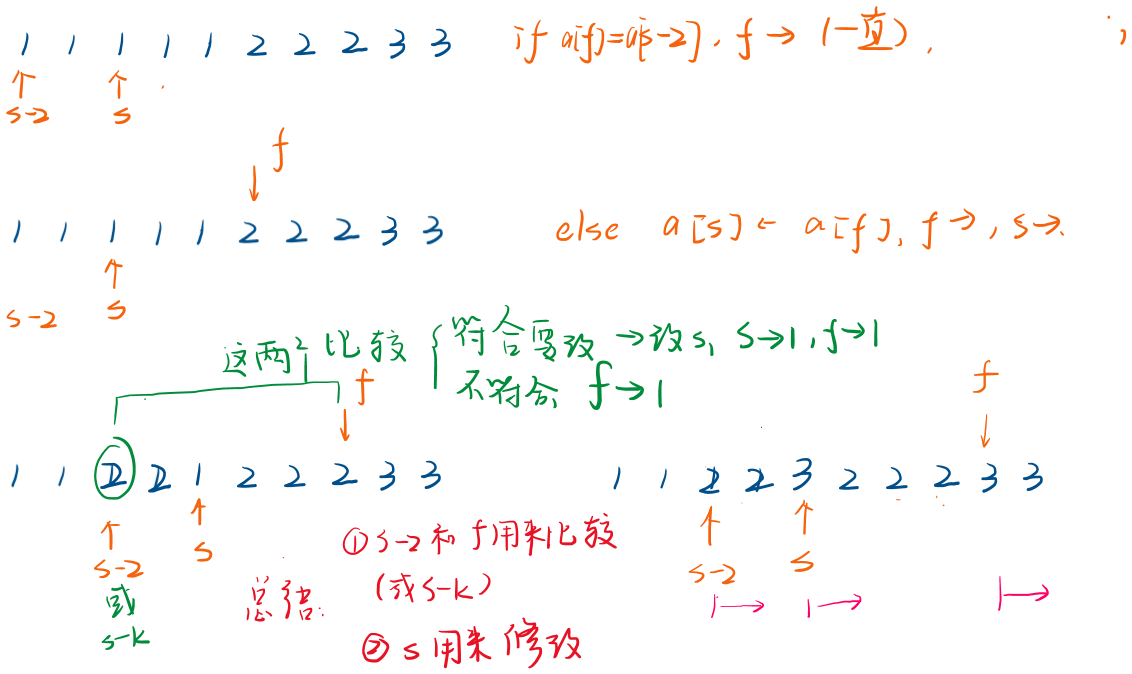 1 1 1 1 1 2 2 2 3 3 if a[f]=a[s-2], f → (一直),
s-2 s
f
1 1 1 1 1 2 2 2 3 3 else a[s] ← a[f], f →, s →.
s-2 s
这两个比较 { 符合要改 → 改s, s→1, f→1
不符合, f→1
f f
1 1 2 2 1 2 2 2 3 3 1 1 2 2 3 2 2 2 3 3
s-2 s s-2 s
或
s-k
总结:
① s-2 和 f 用来比较
(或 s-k)
② s 用来修改